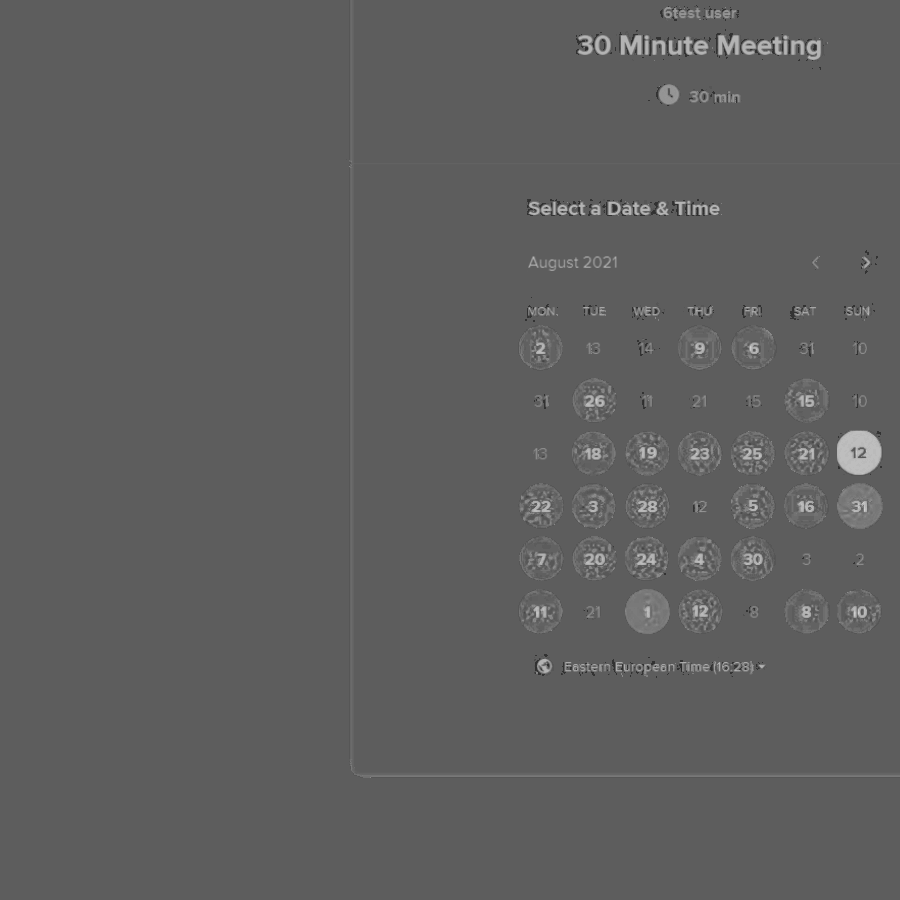 6test user
30 Minute Meeting
30 min
Select a Date & Time
August 2021
MON. TUE WED THU FRI SAT SUN
2 13 14 9 6 31 10
31 26 11 21 15 15 10
13 18 19 23 25 21 12
22 3 28 12 5 16 31
7 20 24 4 30 3 2
11 21 1 12 8 8 10
Eastern European Time (16:28)